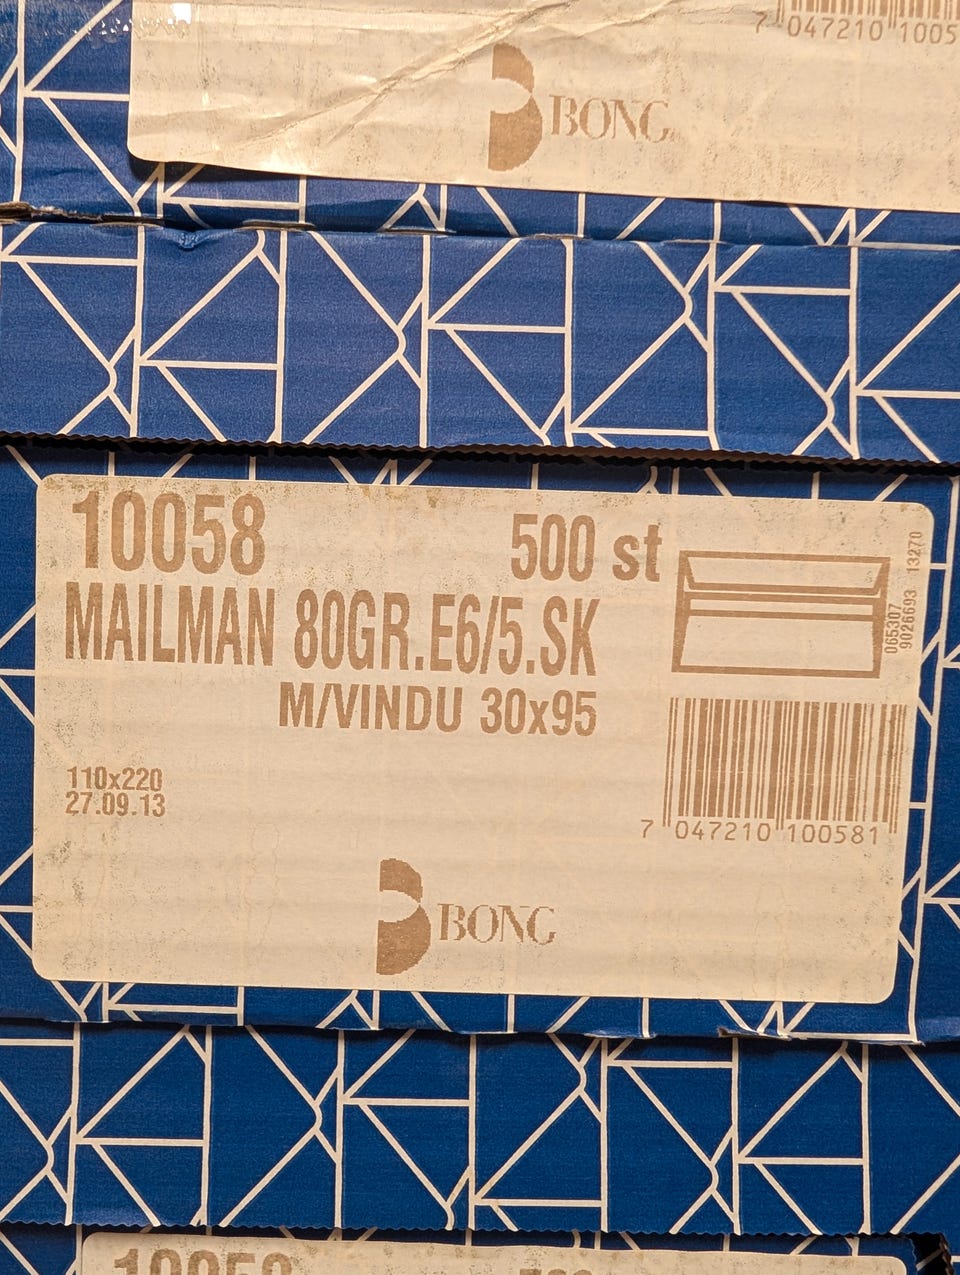 7 047210 1005
BONG
10058
500 st
MAILMAN 80GR.E6/5.SK
M/VINDU 30x95
110x220
27.09.13
065307
9026693 13270
7 047210 100581
BONG
10058